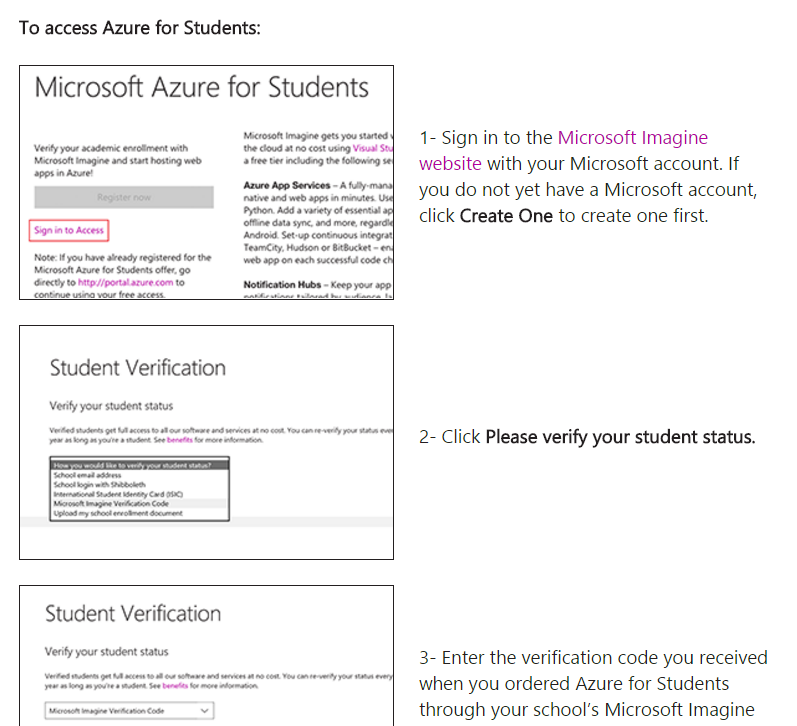 To access Azure for Students:
Microsoft Azure for Students
Verify your academic enrollment with
Microsoft Imagine and start hosting web
apps in Azure!
Register now
Sign in to Access
Note: If you have already registered for the
Microsoft Azure for Students offer, go
directly to http://portal.azure.com to
continue using your free access.
Microsoft Imagine gets you started
the cloud at no cost using Visual Stu
a free tier including the following se
Azure App Services – A fully-mana
native and web apps in minutes. Use
Python. Add a variety of essential ap
offline data sync, and more, regardle
Android. Set-up continuous integrat
TeamCity, Hudson or BitBucket – ena
web app on each successful code ch
Notification Hubs – Keep your app
notifications tailored by audience, la
1- Sign in to the Microsoft Imagine
website with your Microsoft account. If
you do not yet have a Microsoft account,
click Create One to create one first.
Student Verification
Verify your student status
Verified students get full access to all our software and services at no cost. You can re-verify your status ever
year as long as you're a student. See benefits for more information.
How you would like to verify your student status?
School email address
School login with Shibboleth
International Student Identity Card (ISIC)
Microsoft Imagine Verification Code
Upload my school enrollment document
2- Click Please verify your student status.
Student Verification
Verify your student status
Verified students get full access to all our software and services at no cost. You can re-verify your status every
year as long as you're a student. See benefits for more information.
Microsoft Imagine Verification Code
3- Enter the verification code you received
when you ordered Azure for Students
through your school’s Microsoft Imagine